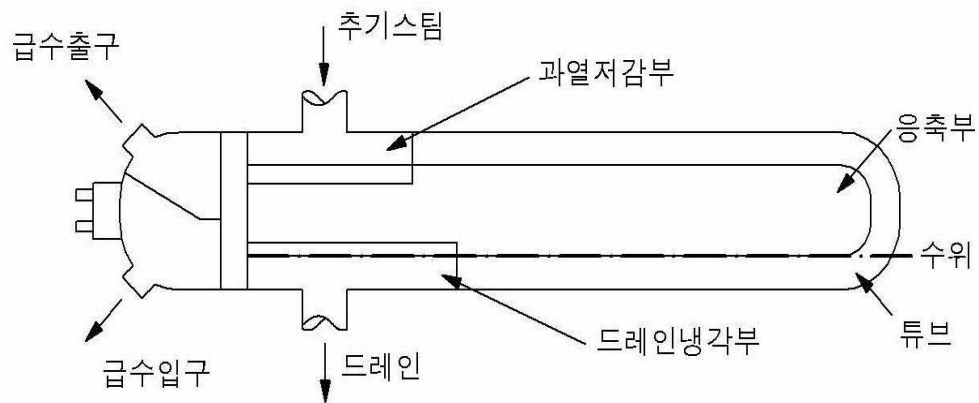 추기스팀
급수출구
과열저감부
응축부
수위
튜브
드레인냉각부
드레인
급수입구